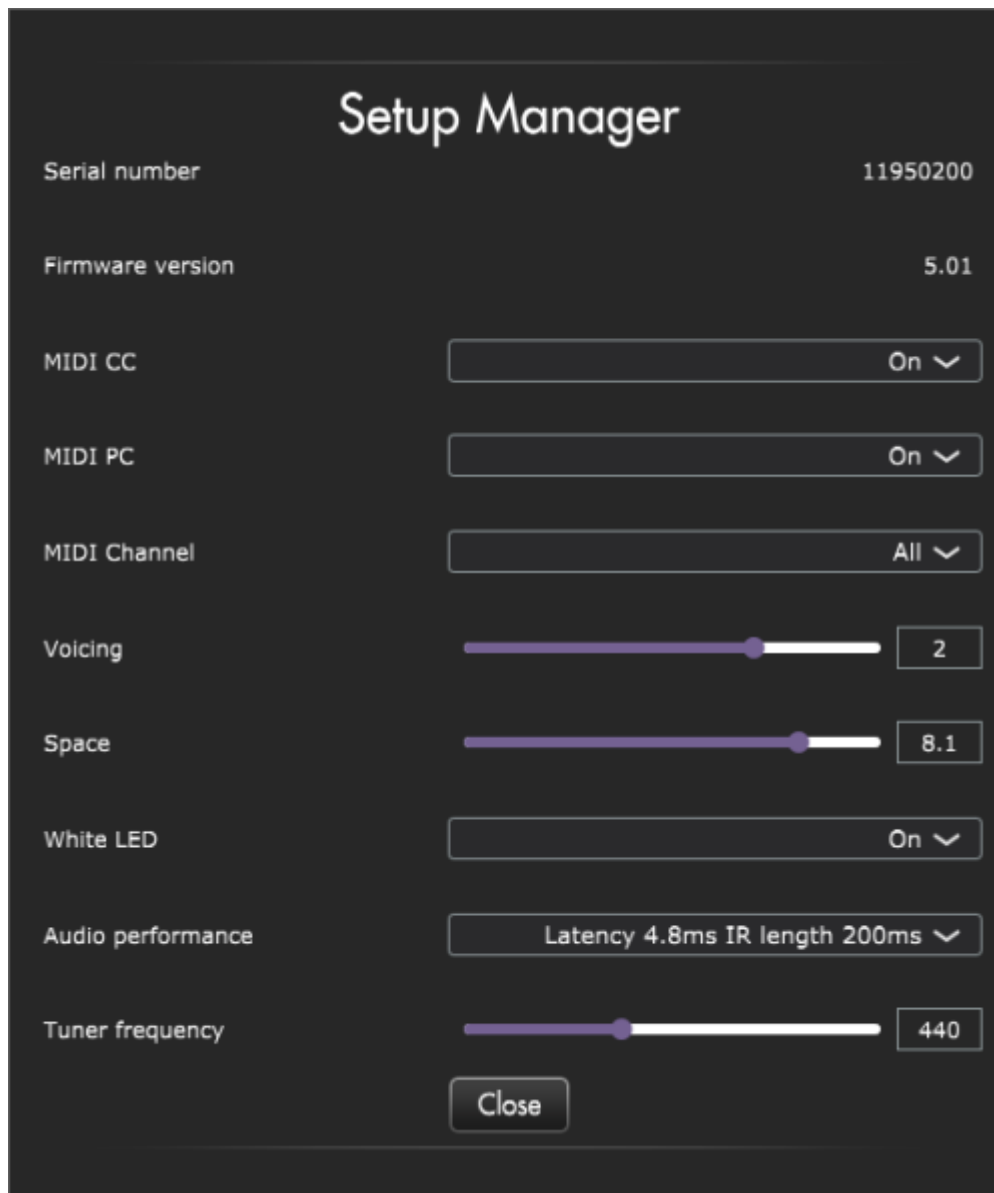 Setup Manager
Serial number 11950200
Firmware version 5.01
MIDI CC On
MIDI PC On
MIDI Channel All
Voicing 2
Space 8.1
White LED On
Audio performance Latency 4.8ms IR length 200ms
Tuner frequency 440
Close